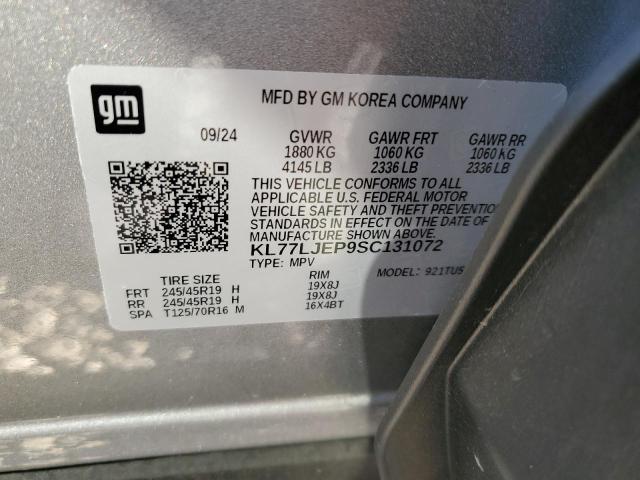 gm
MFD BY GM KOREA COMPANY
09/24 GVWR GAWR FRT GAWR RR
1880 KG 1060 KG 1060 KG
4145 LB 2336 LB 2336 LB
THIS VEHICLE CONFORMS TO ALL
APPLICABLE U.S. FEDERAL MOTOR
VEHICLE SAFETY AND THEFT PREVENTION
STANDARDS IN EFFECT ON THE DATE OF
MANUFACTURE SHOWN ABOVE.
KL77LJEP9SC131072
TYPE: MPV MODEL: 921TUS
TIRE SIZE RIM
FRT 245/45R19 H 19X8J
RR 245/45R19 H 19X8J
SPA T125/70R16 M 16X4BT